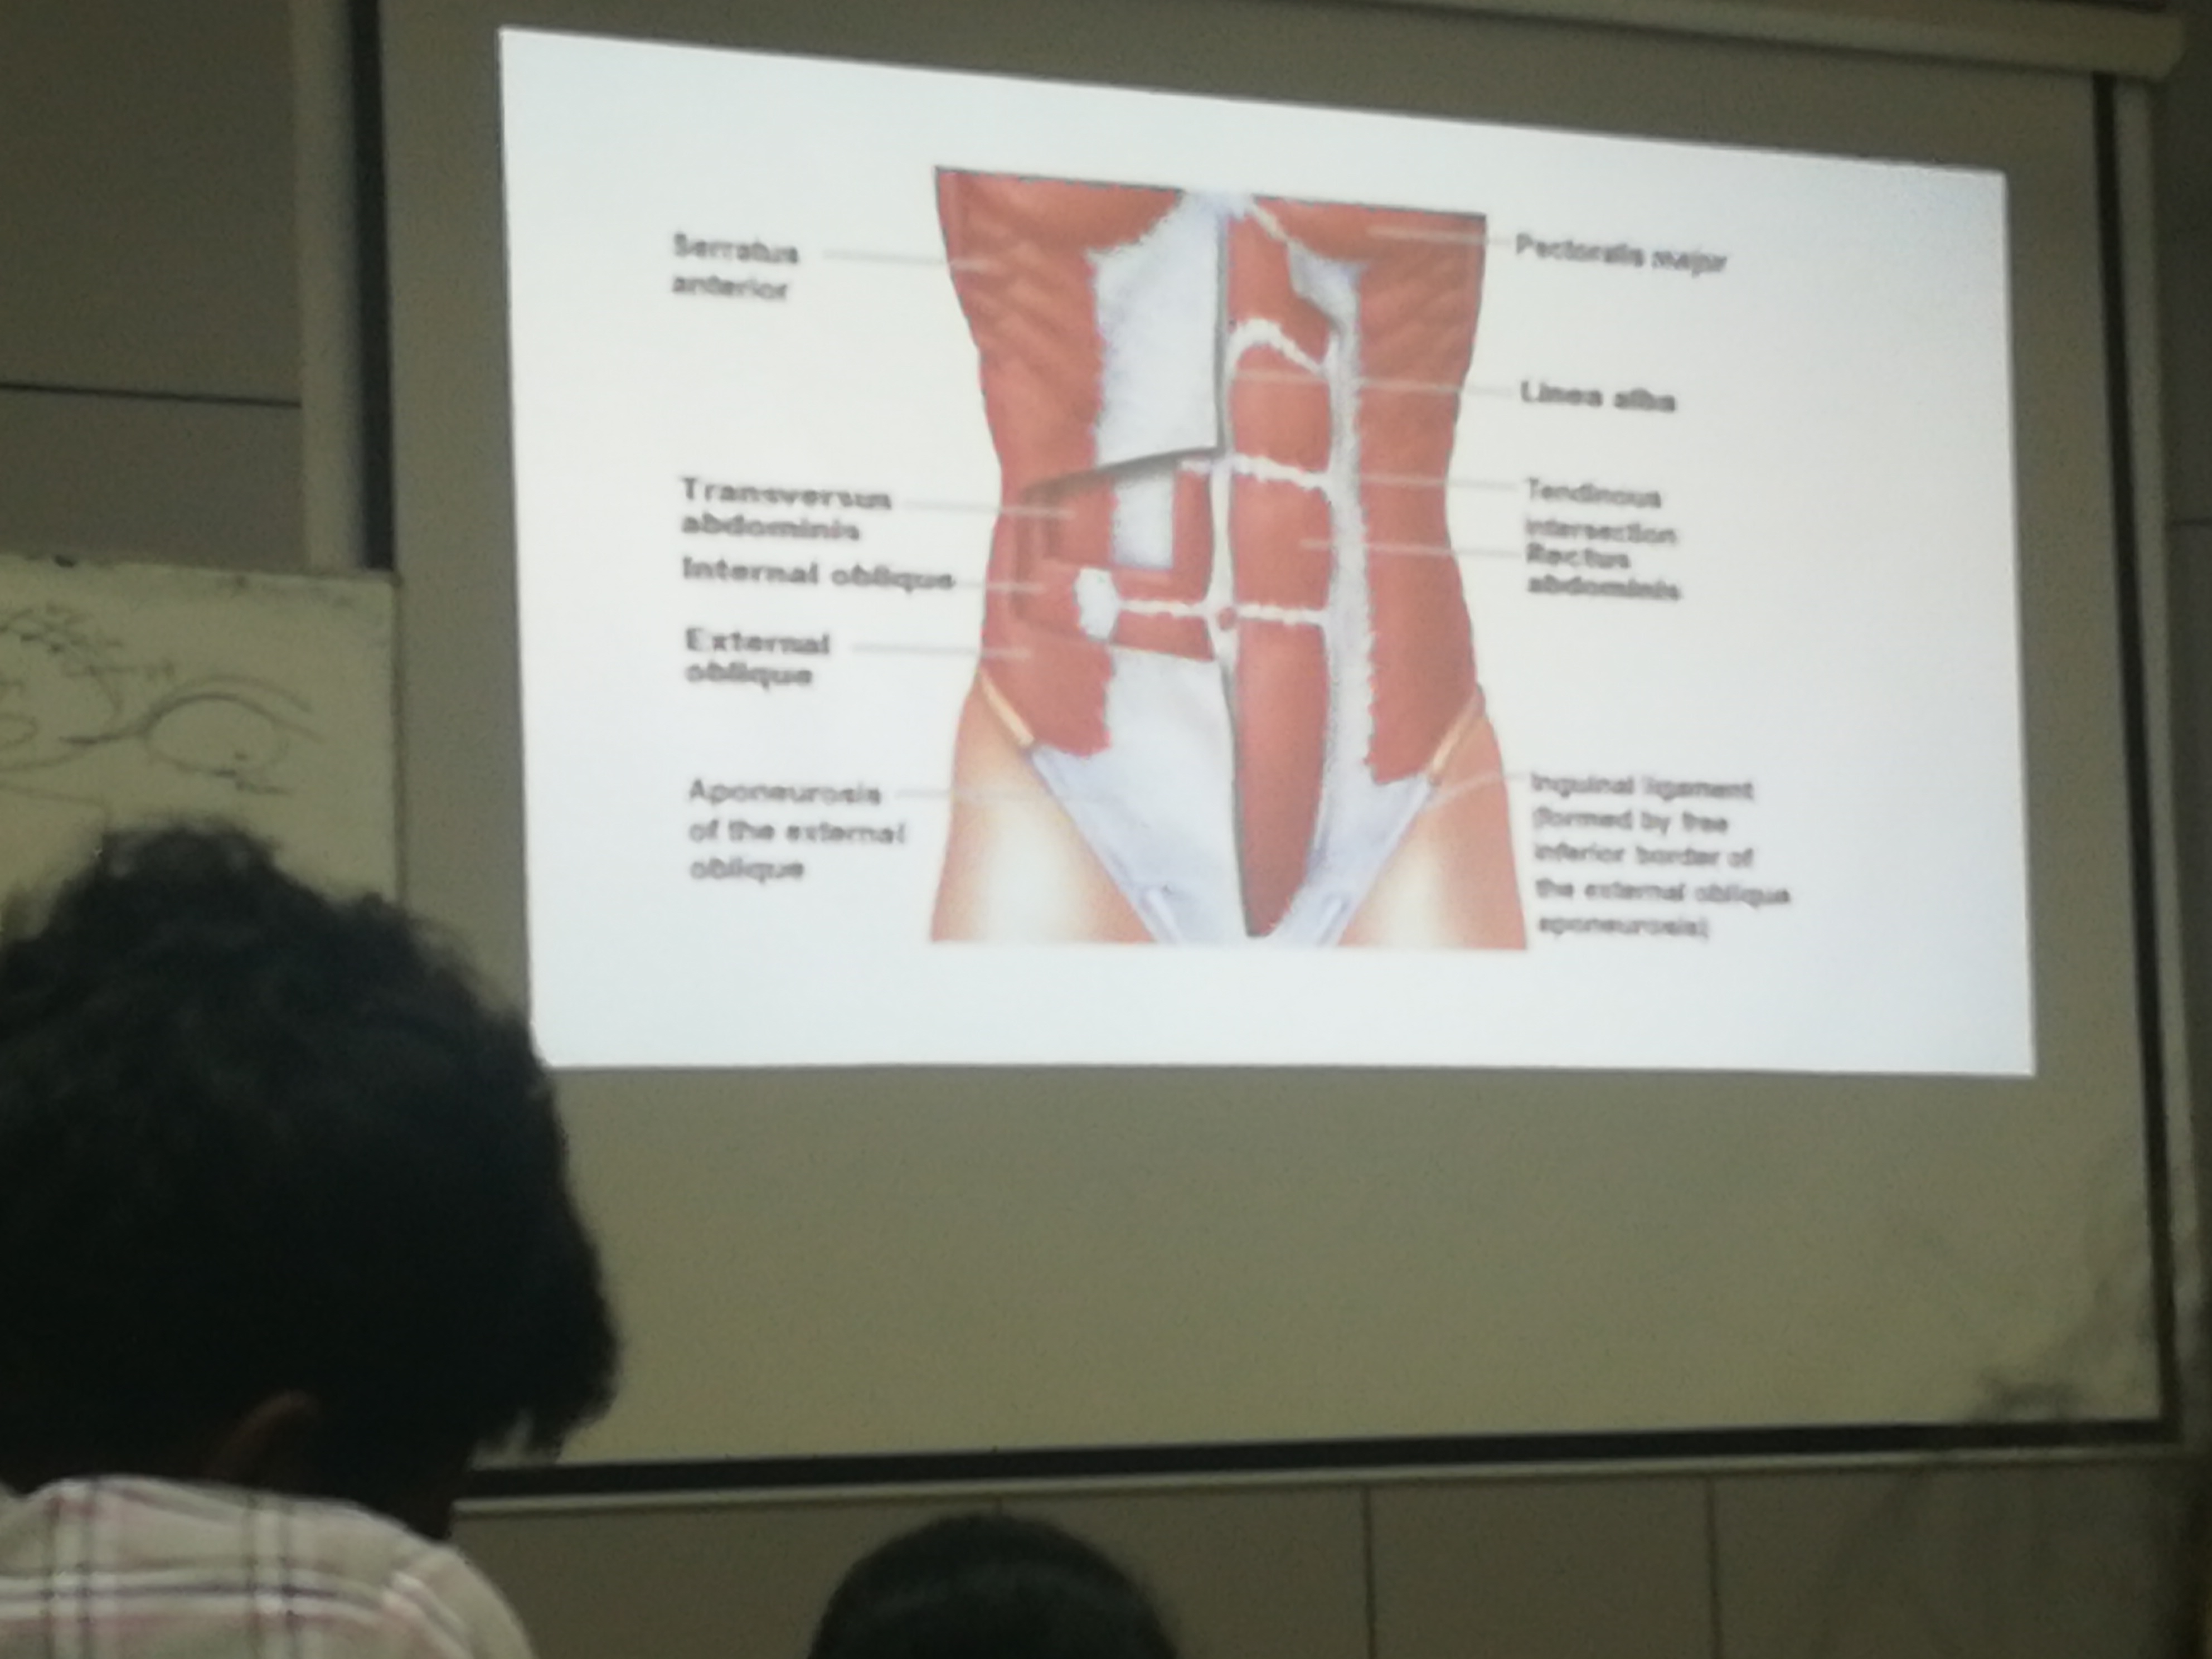 Serratus
anterior
Transversus
abdominis
Internal oblique
External
oblique
Aponeurosis
of the external
oblique
Pectoralis major
Linea alba
Tendinous
intersection
Rectus
abdominis
Inguinal ligament
(formed by free
inferior border of
the external oblique
aponeurosis)